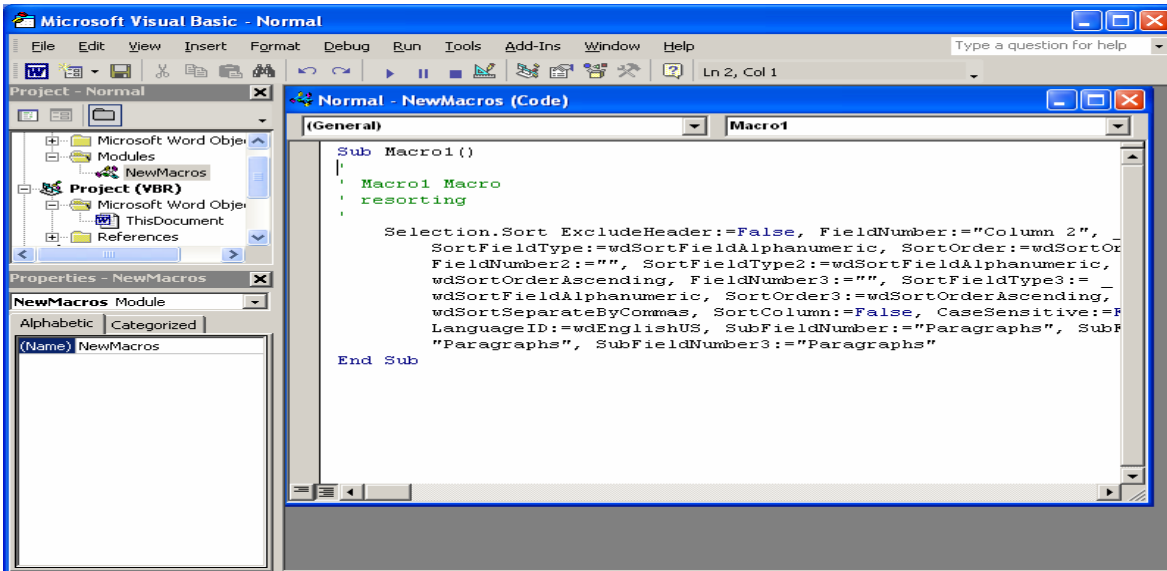 Microsoft Visual Basic - Normal
File Edit View Insert Format Debug Run Tools Add-Ins Window Help Type a question for help
Ln 2, Col 1
Project - Normal
Microsoft Word Obje
Modules
NewMacros
Project (VBR)
Microsoft Word Obje
ThisDocument
References
Properties - NewMacros
NewMacros Module
Alphabetic Categorized
(Name) NewMacros
Normal - NewMacros (Code)
(General) Macro1
Sub Macro1()
'
' Macro1 Macro
' resorting
'
Selection.Sort ExcludeHeader:=False, FieldNumber:="Column 2", _
SortFieldType:=wdSortFieldAlphanumeric, SortOrder:=wdSortOr
FieldNumber2:="", SortFieldType2:=wdSortFieldAlphanumeric,
wdSortOrderAscending, FieldNumber3:="", SortFieldType3:= _
wdSortFieldAlphanumeric, SortOrder3:=wdSortOrderAscending,
wdSortSeparateByCommas, SortColumn:=False, CaseSensitive:=F
LanguageID:=wdEnglishUS, SubFieldNumber:="Paragraphs", SubF
"Paragraphs", SubFieldNumber3:="Paragraphs"
End Sub